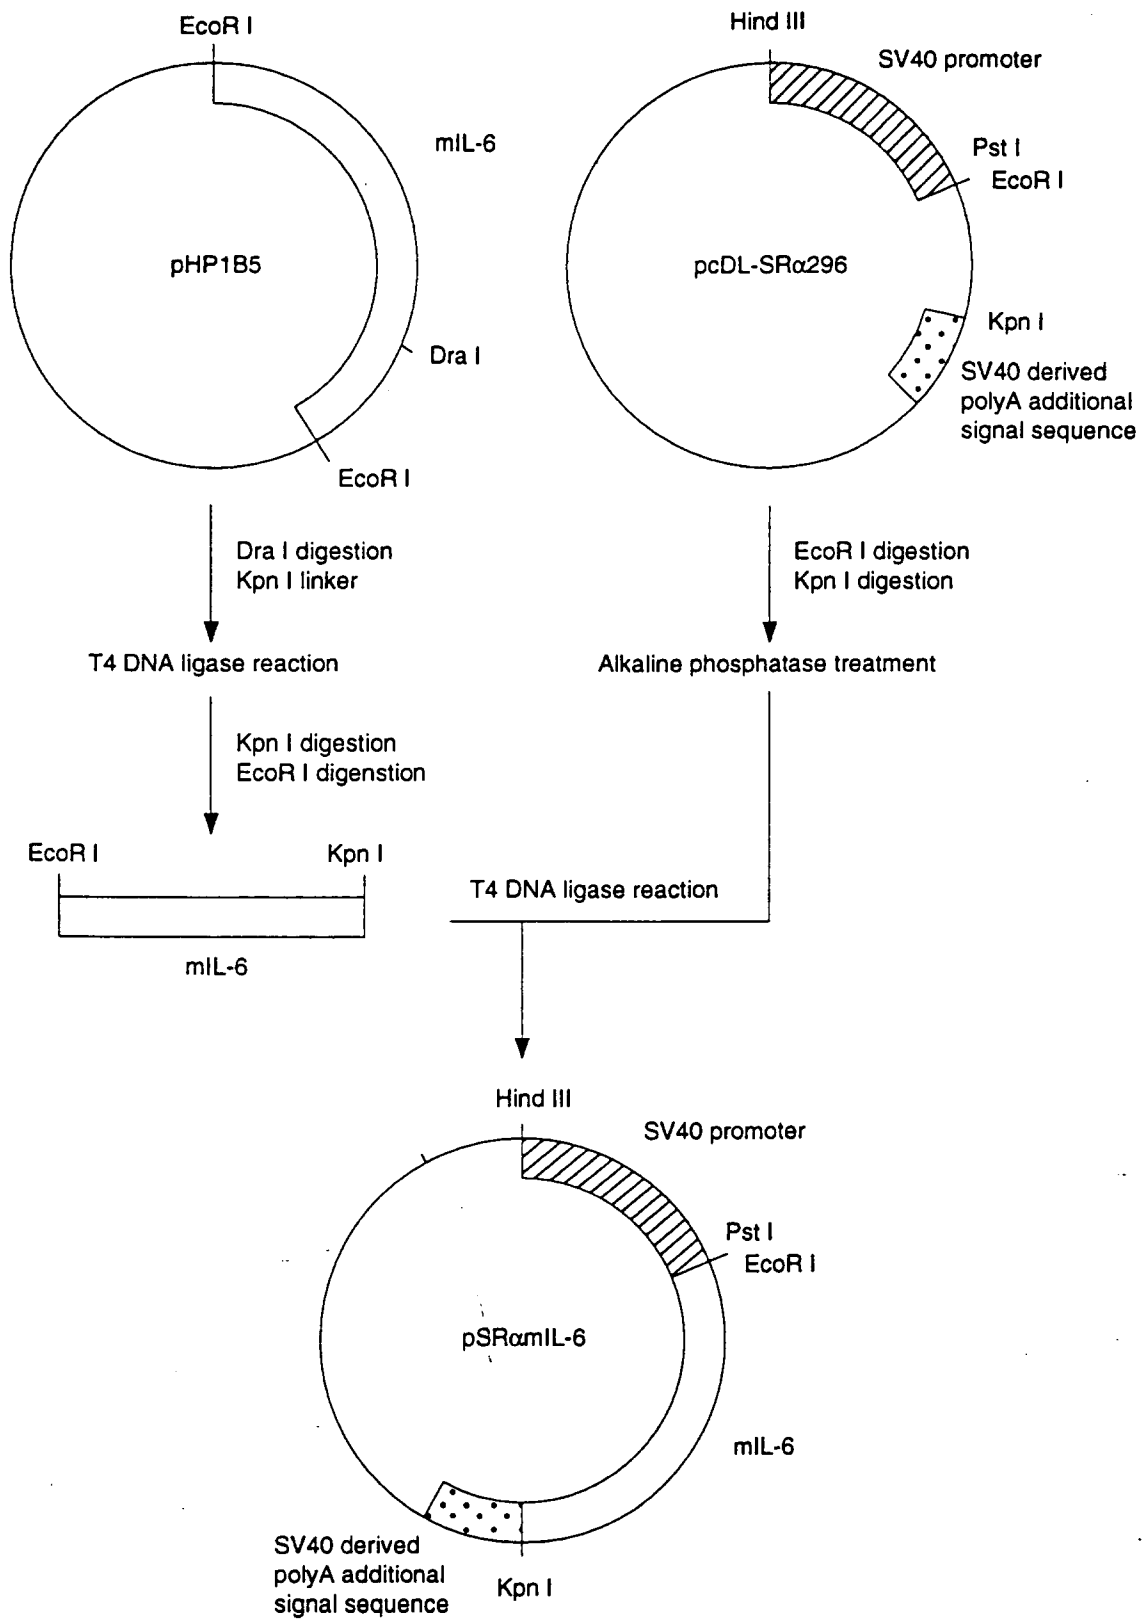 EcoR I
mIL-6
pHP1B5
Dra I
EcoR I
Hind III
SV40 promoter
Pst I
EcoR I
pcDL-SRα296
Kpn I
SV40 derived
polyA additional
signal sequence
Dra I digestion
Kpn I linker
T4 DNA ligase reaction
Kpn I digestion
EcoR I digenstion
EcoR I digestion
Kpn I digestion
Alkaline phosphatase treatment
EcoR I
Kpn I
mIL-6
T4 DNA ligase reaction
Hind III
SV40 promoter
Pst I
EcoR I
pSRαmIL-6
mIL-6
SV40 derived
polyA additional
signal sequence
Kpn I